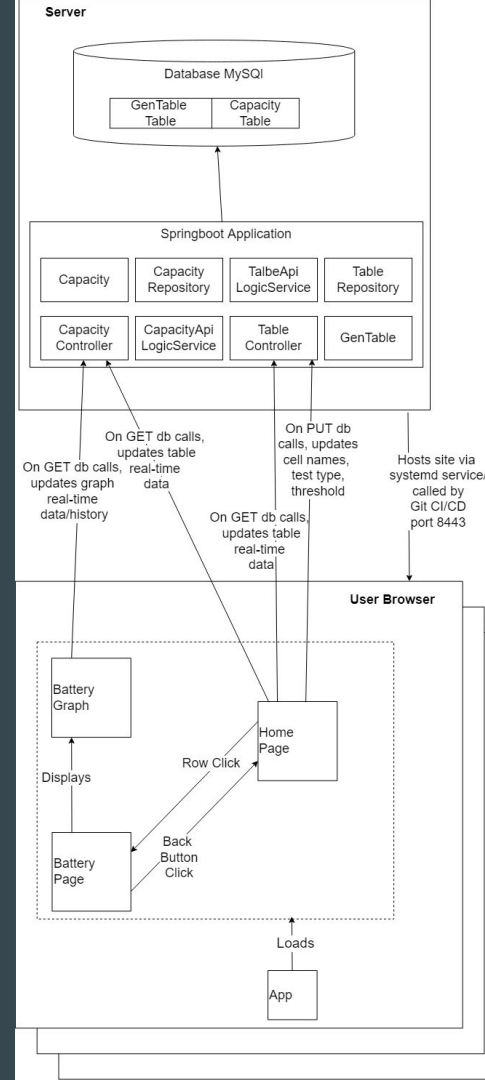 Server
Database MySQl
GenTable
Table
Capacity
Table
Springboot Application
Capacity
Capacity
Repository
TalbeApi
LogicService
Table
Repository
Capacity
Controller
CapacityApi
LogicService
Table
Controller
GenTable
On GET db calls,
updates graph
real-time
data/history
On GET db calls,
updates table
real-time
data
On GET db calls,
updates table
real-time
data
On PUT db
calls, updates
cell names,
test type,
threshold
Hosts site via
systemd service/
called by
Git CI/CD
port 8443
User Browser
Battery
Graph
Home
Page
Row Click
Displays
Back
Button
Click
Battery
Page
Loads
App